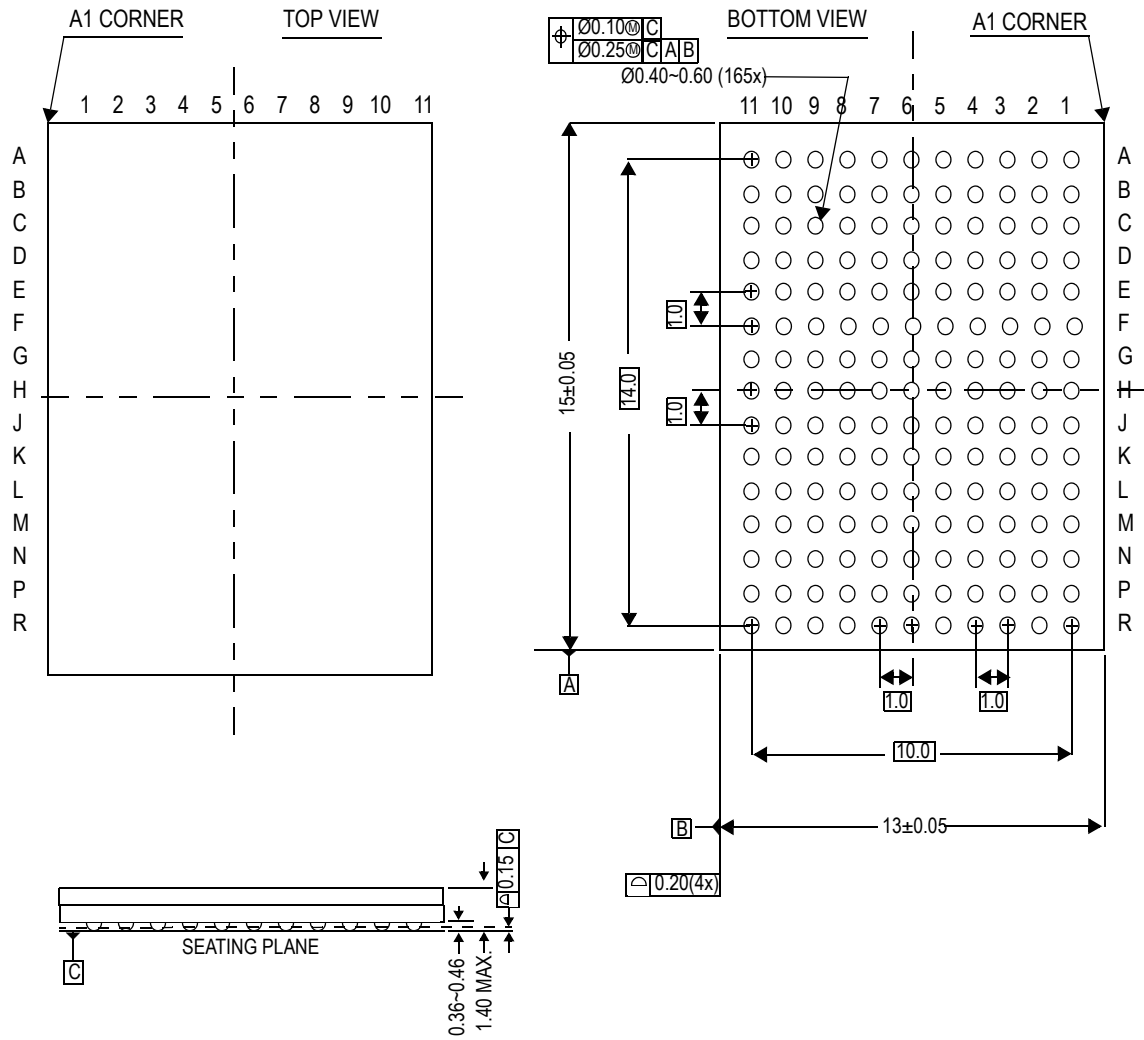 A1 CORNER
TOP VIEW
1 2 3 4 5 6 7 8 9 10 11
A
B
C
D
E
F
G
H
J
K
L
M
N
P
R
Ø0.10Ⓜ C
Ø0.25Ⓜ C A B
Ø0.40~0.60 (165x)
BOTTOM VIEW
A1 CORNER
11 10 9 8 7 6 5 4 3 2 1
A
B
C
D
E
F
G
H
J
K
L
M
N
P
R
1.0
1.0
14.0
15±0.05
A
1.0
1.0
10.0
B
13±0.05
0.20(4x)
0.15 C
SEATING PLANE
C
0.36~0.46
1.40 MAX.